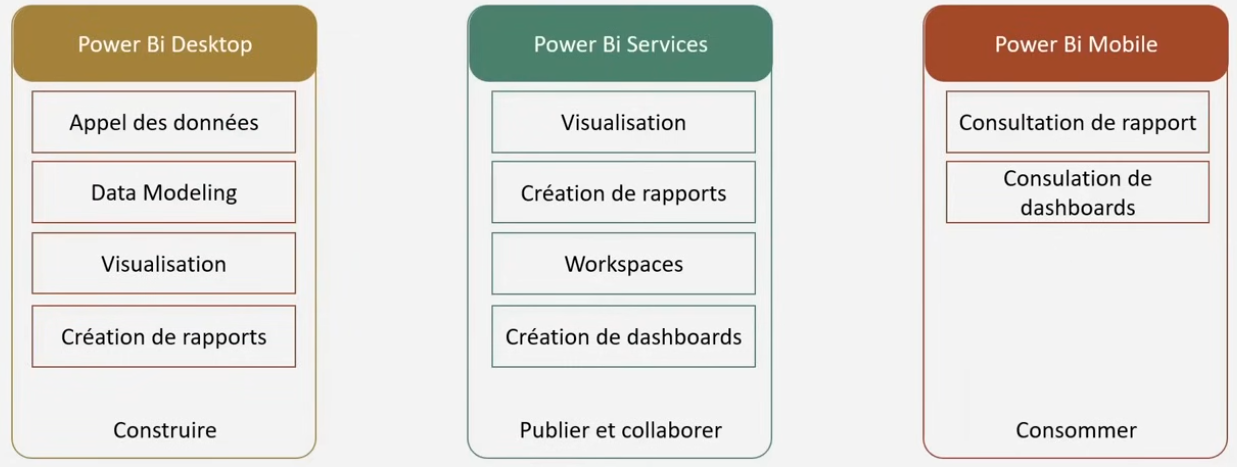 Power Bi Desktop
Appel des données
Data Modeling
Visualisation
Création de rapports
Construire
Power Bi Services
Visualisation
Création de rapports
Workspaces
Création de dashboards
Publier et collaborer
Power Bi Mobile
Consultation de rapport
Consulation de
dashboards
Consommer